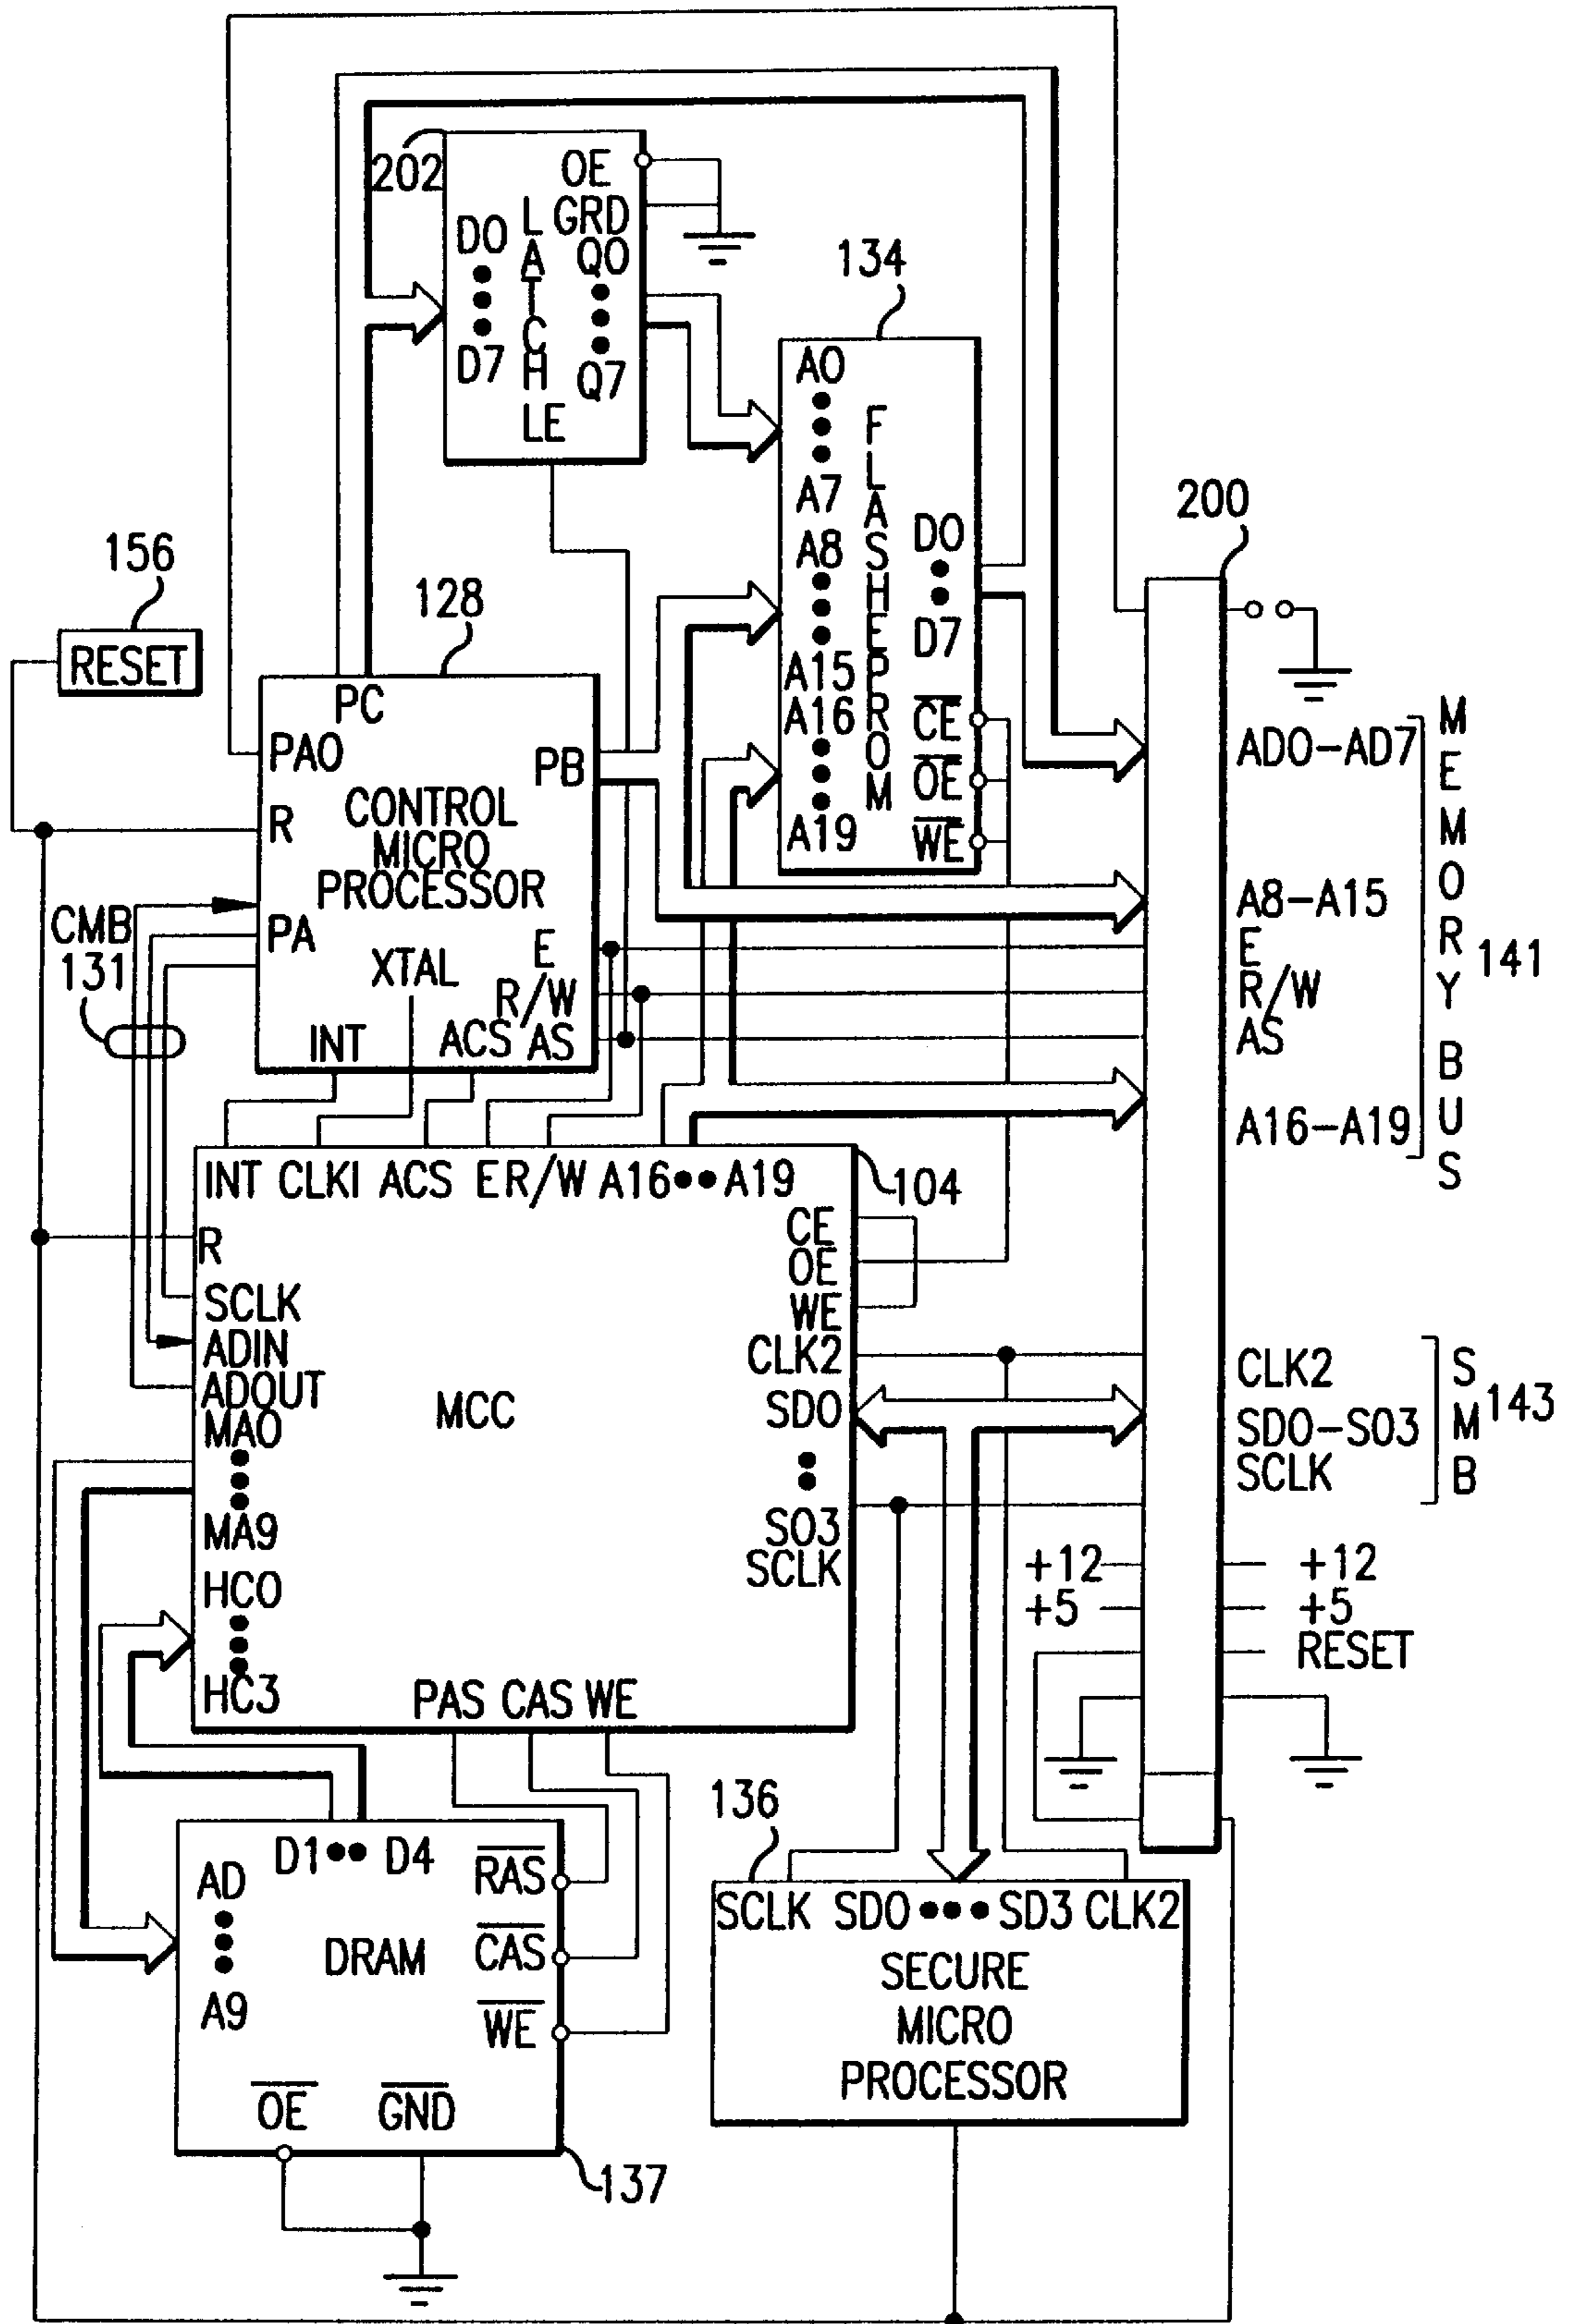 202
OE
GRD
D0
D7
LATCH
Q0
Q7
LE
134
A0
A7
A8
A15
A16
A19
FLASHEPROM
D0
D7
CE
OE
WE
200
156
RESET
128
PC
PA0
PB
R
CONTROL
MICRO
PROCESSOR
PA
E
XTAL
R/W
INT
ACS
AS
CMB
131
AD0-AD7
A8-A15
E
R/W
AS
A16-A19
MEMORY BUS
141
INT CLKI ACS E R/W A16 A19
104
R
SCLK
ADIN
ADOUT
MA0
MA9
HC0
HC3
MCC
CE
OE
WE
CLK2
SD0
S03
SCLK
PAS CAS WE
CLK2
SD0-S03
SCLK
SMB
143
+12
+5
+12
+5
RESET
136
SCLK SD0 SD3 CLK2
SECURE
MICRO
PROCESSOR
D1 D4
AD
A9
DRAM
RAS
CAS
WE
OE
GND
137